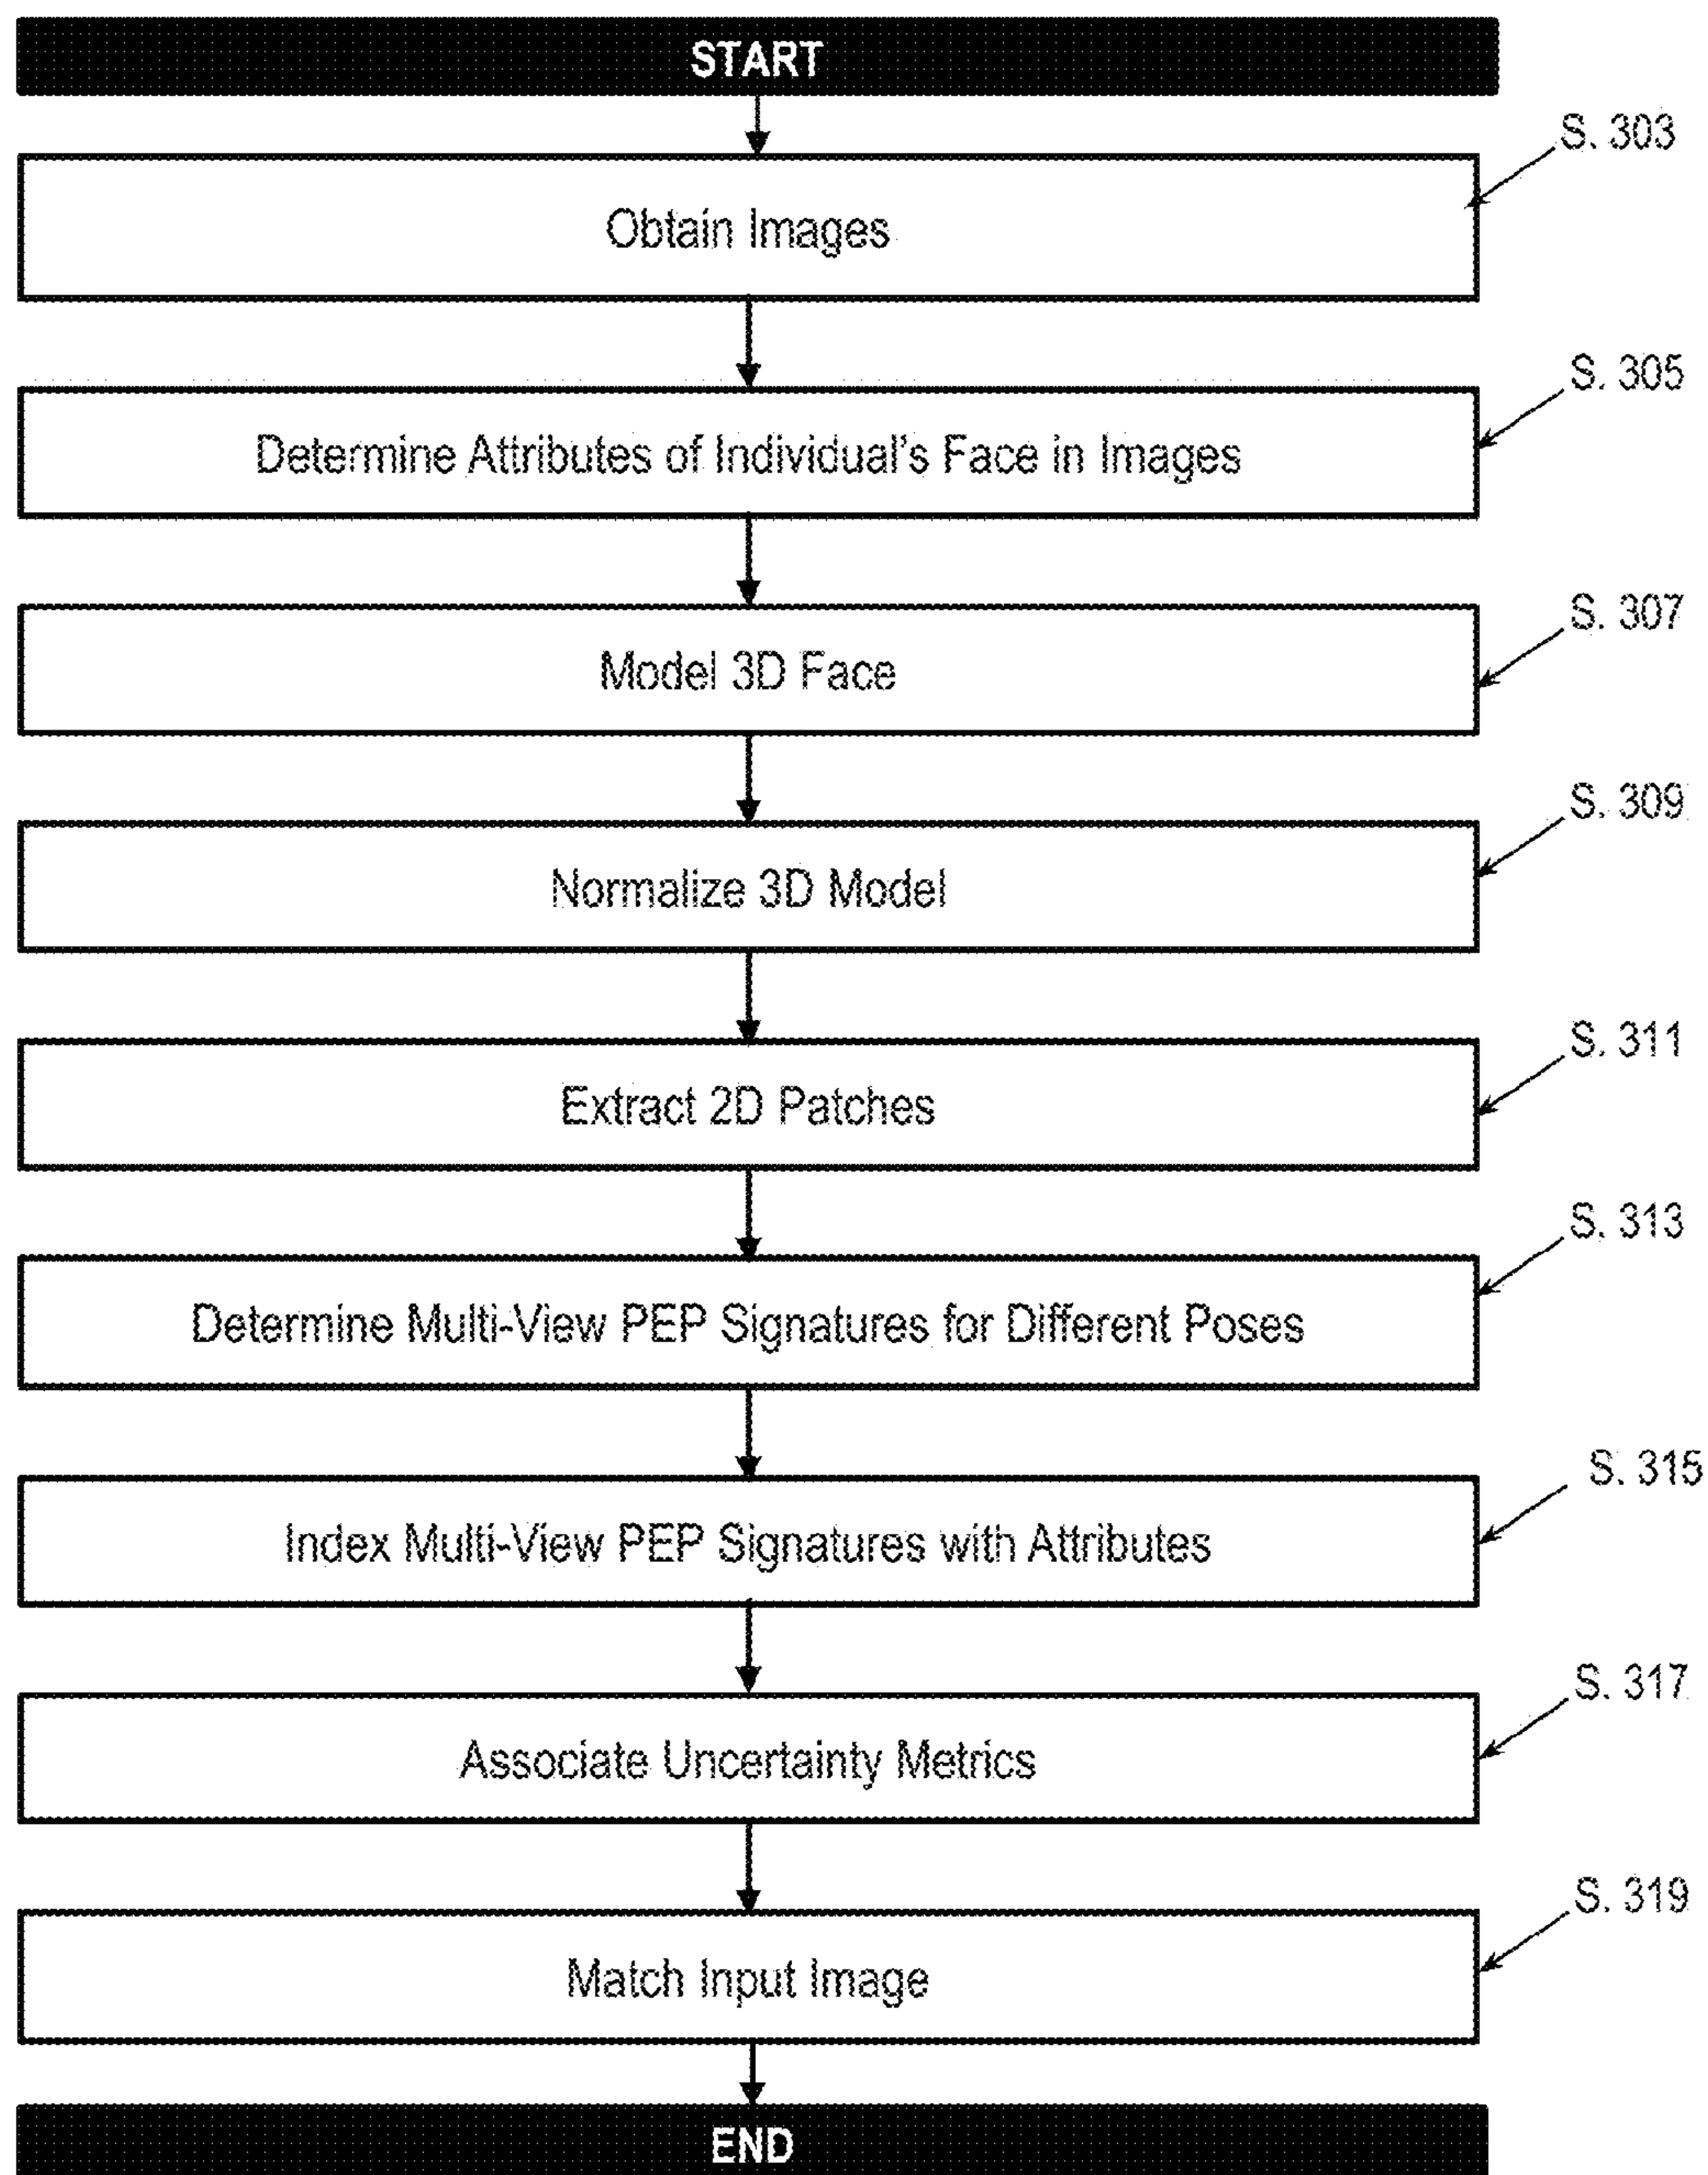 START
S. 303
Obtain Images
S. 305
Determine Attributes of Individual's Face in Images
S. 307
Model 3D Face
S. 309
Normalize 3D Model
S. 311
Extract 2D Patches
S. 313
Determine Multi-View PEP Signatures for Different Poses
S. 315
Index Multi-View PEP Signatures with Attributes
S. 317
Associate Uncertainty Metrics
S. 319
Match Input Image
END